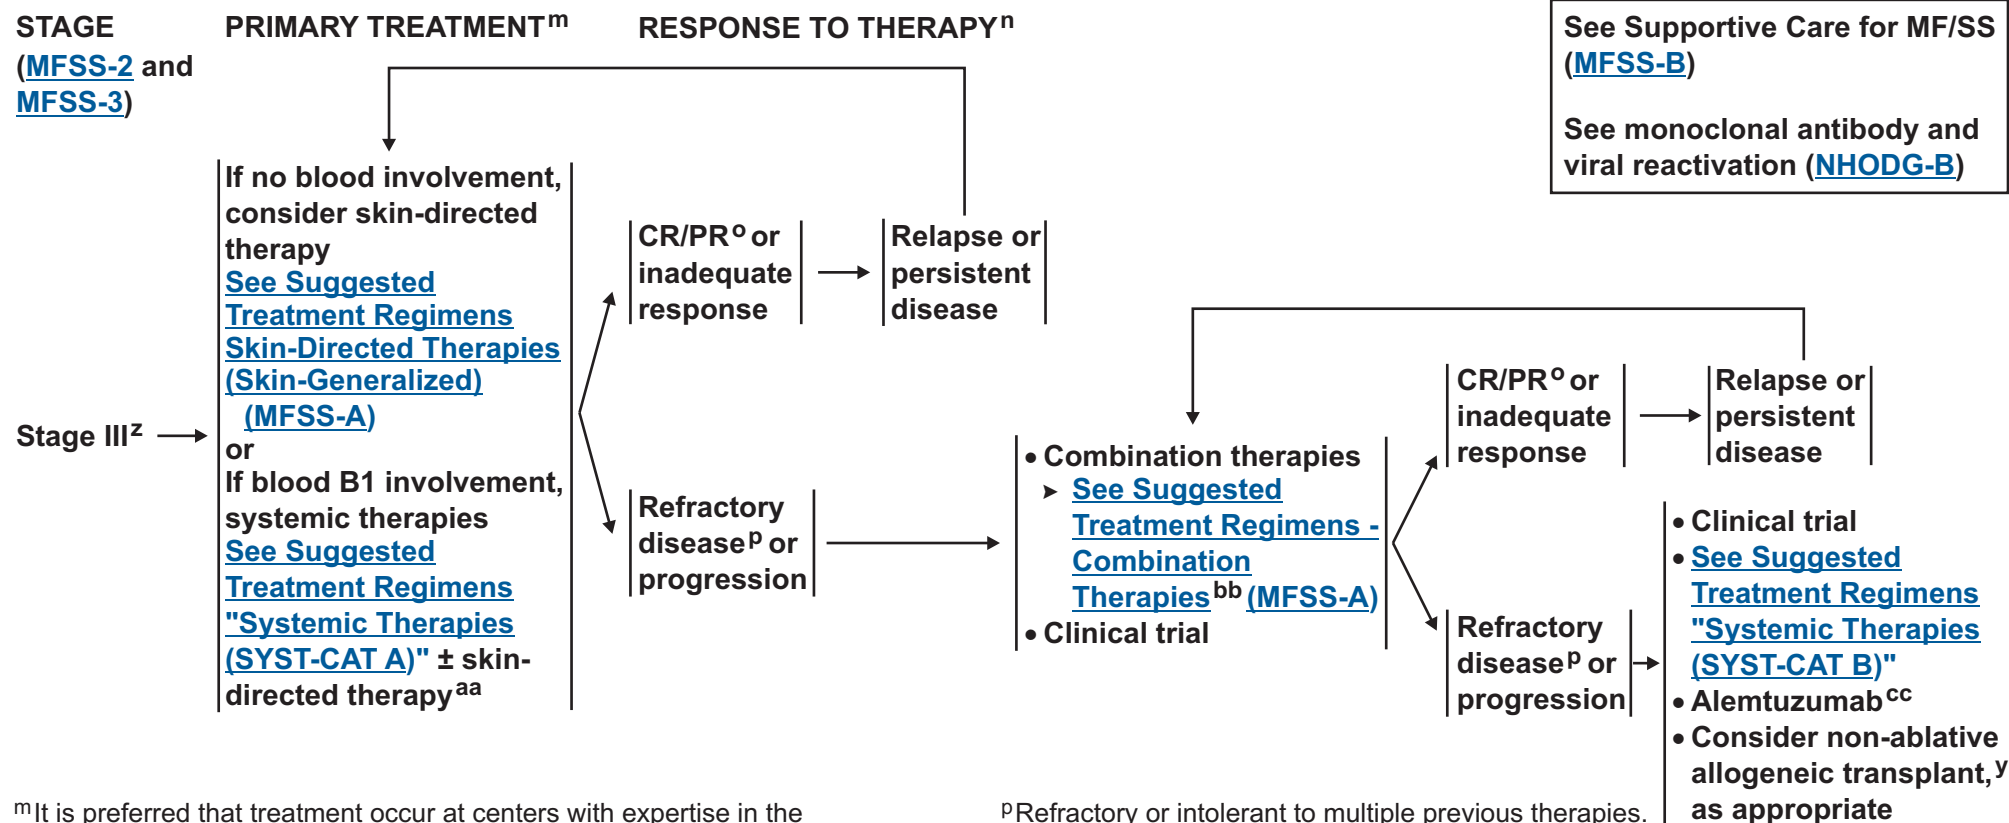 STAGE
(MFSS-2 and
MFSS-3)
PRIMARY TREATMENTᵐ
RESPONSE TO THERAPYⁿ
See Supportive Care for MF/SS
(MFSS-B)
See monoclonal antibody and
viral reactivation (NHODG-B)
Stage IIIᶻ
If no blood involvement,
consider skin-directed
therapy
See Suggested
Treatment Regimens
Skin-Directed Therapies
(Skin-Generalized)
(MFSS-A)
or
If blood B1 involvement,
systemic therapies
See Suggested
Treatment Regimens
"Systemic Therapies
(SYST-CAT A)" ± skin-
directed therapyᵃᵃ
CR/PRᵒ or
inadequate
response
Relapse or
persistent
disease
Refractory
diseaseᵖ or
progression
• Combination therapies
➤ See Suggested
Treatment Regimens -
Combination
Therapiesᵇᵇ (MFSS-A)
• Clinical trial
CR/PRᵒ or
inadequate
response
Relapse or
persistent
disease
Refractory
diseaseᵖ or
progression
• Clinical trial
• See Suggested
Treatment Regimens
"Systemic Therapies
(SYST-CAT B)"
• Alemtuzumabᶜᶜ
• Consider non-ablative
allogeneic transplant,ʸ
as appropriate
ᵐIt is preferred that treatment occur at centers with expertise in the
ᵖRefractory or intolerant to multiple previous therapies.